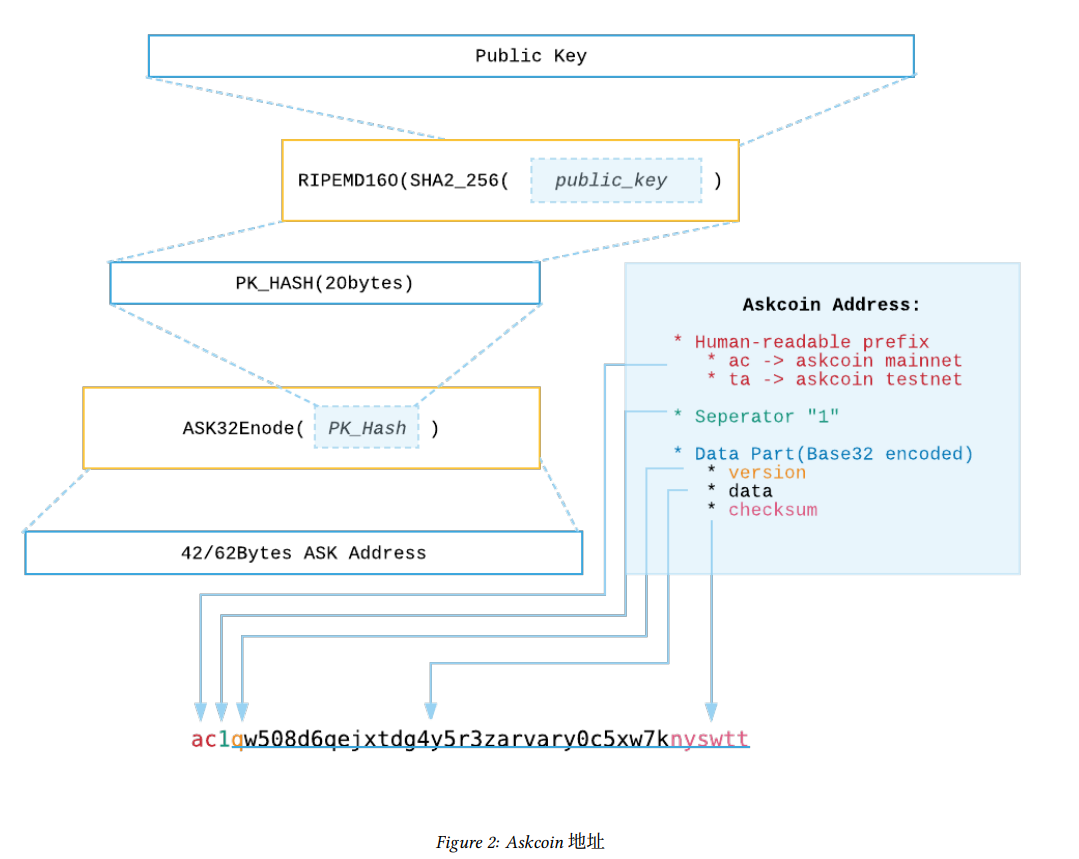 Public Key
RIPEMD160(SHA2_256( public_key )
PK_HASH(20bytes)
Askcoin Address:
* Human-readable prefix
* ac -> askcoin mainnet
* ta -> askcoin testnet
* Seperator "1"
* Data Part(Base32 encoded)
* version
* data
* checksum
ASK32Enode( PK_Hash )
42/62Bytes ASK Address
ac1qw508d6qejxtdg4y5r3zarvary0c5xw7knyswtt
Figure 2: Askcoin 地址